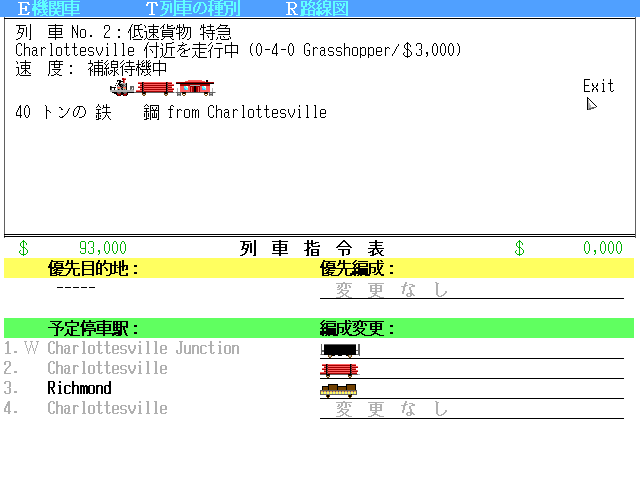 E機関車 T列車の種別 R路線図
列 車 No. 2：低速貨物 特急
Charlottesville 付近を走行中 (0-4-0 Grasshopper/＄3,000)
速 度： 補線待機中
Exit
40 トンの 鉄 鋼 from Charlottesville
＄ 93,000 列 車 指 令 表 ＄ 0,000
優先目的地： 優先編成：
----- 変 更 な し
予定停車駅： 編成変更：
1. W Charlottesville Junction
2. Charlottesville
3. Richmond
4. Charlottesville 変 更 な し